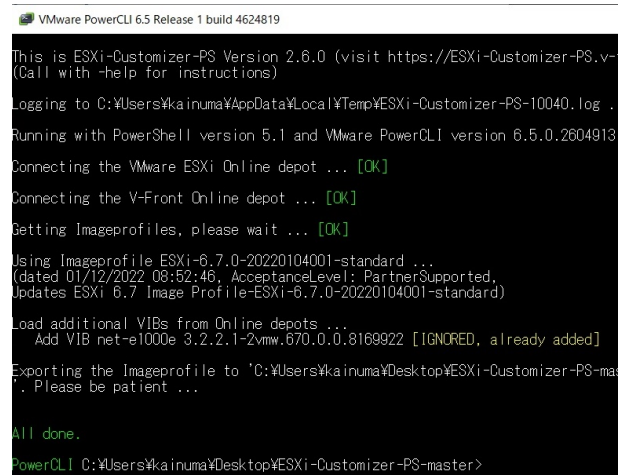 VMware PowerCLI 6.5 Release 1 build 4624819
This is ESXi-Customizer-PS Version 2.6.0 (visit https://ESXi-Customizer-PS.v-
(Call with -help for instructions)
Logging to C:¥Users¥kainuma¥AppData¥Local¥Temp¥ESXi-Customizer-PS-10040.log .
Running with PowerShell version 5.1 and VMware PowerCLI version 6.5.0.2604913
Connecting the VMware ESXi Online depot ... [OK]
Connecting the V-Front Online depot ... [OK]
Getting Imageprofiles, please wait ... [OK]
Using Imageprofile ESXi-6.7.0-20220104001-standard ...
(dated 01/12/2022 08:52:46, AcceptanceLevel: PartnerSupported,
Updates ESXi 6.7 Image Profile-ESXi-6.7.0-20220104001-standard)
Load additional VIBs from Online depots ...
Add VIB net-e1000e 3.2.2.1-2vmw.670.0.0.8169922 [IGNORED, already added]
Exporting the Imageprofile to 'C:¥Users¥kainuma¥Desktop¥ESXi-Customizer-PS-mas
'. Please be patient ...
All done.
PowerCLI C:¥Users¥kainuma¥Desktop¥ESXi-Customizer-PS-master>